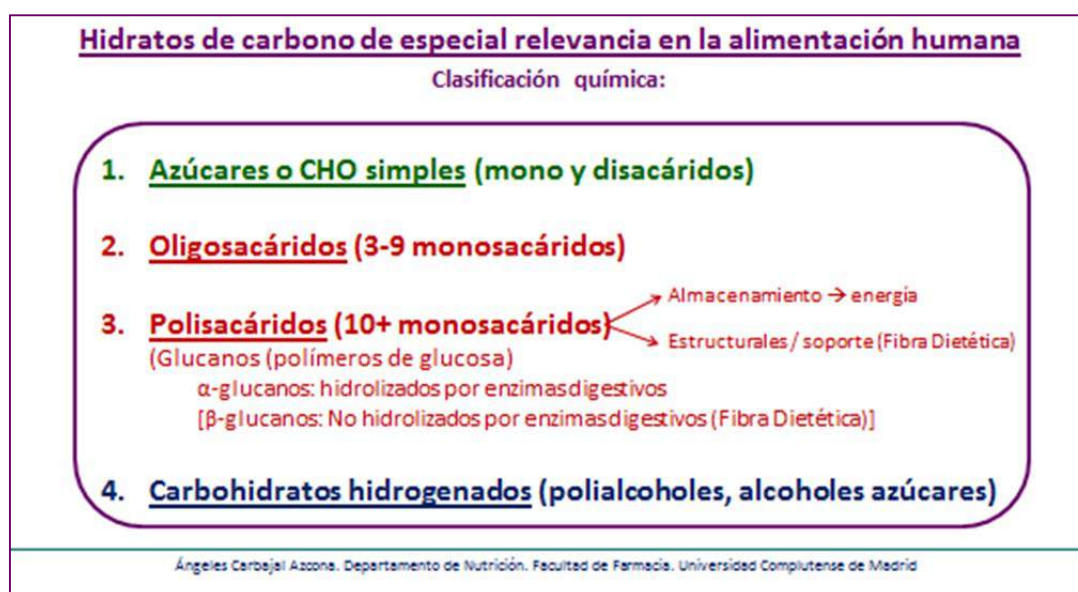 Hidratos de carbono de especial relevancia en la alimentación humana
Clasificación química:
1. Azúcares o CHO simples (mono y disacáridos)
2. Oligosacáridos (3-9 monosacáridos)
3. Polisacáridos (10+ monosacáridos)
Almacenamiento → energía
Estructurales / soporte (Fibra Dietética)
(Glucanos (polímeros de glucosa)
α-glucanos: hidrolizados por enzimas digestivos
[β-glucanos: No hidrolizados por enzimas digestivos (Fibra Dietética)]
4. Carbohidratos hidrogenados (polialcoholes, alcoholes azúcares)
Ángeles Carbajal Azcona. Departamento de Nutrición. Facultad de Farmacia. Universidad Complutense de Madrid